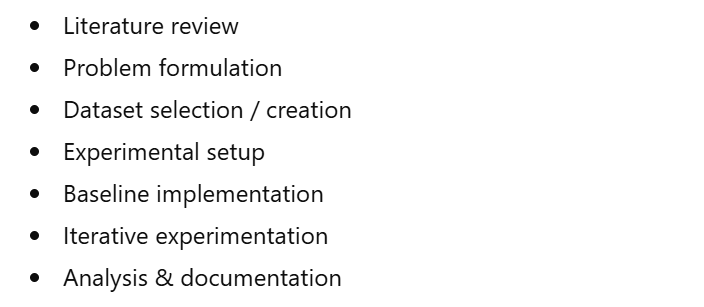 • Literature review
• Problem formulation
• Dataset selection / creation
• Experimental setup
• Baseline implementation
• Iterative experimentation
• Analysis & documentation